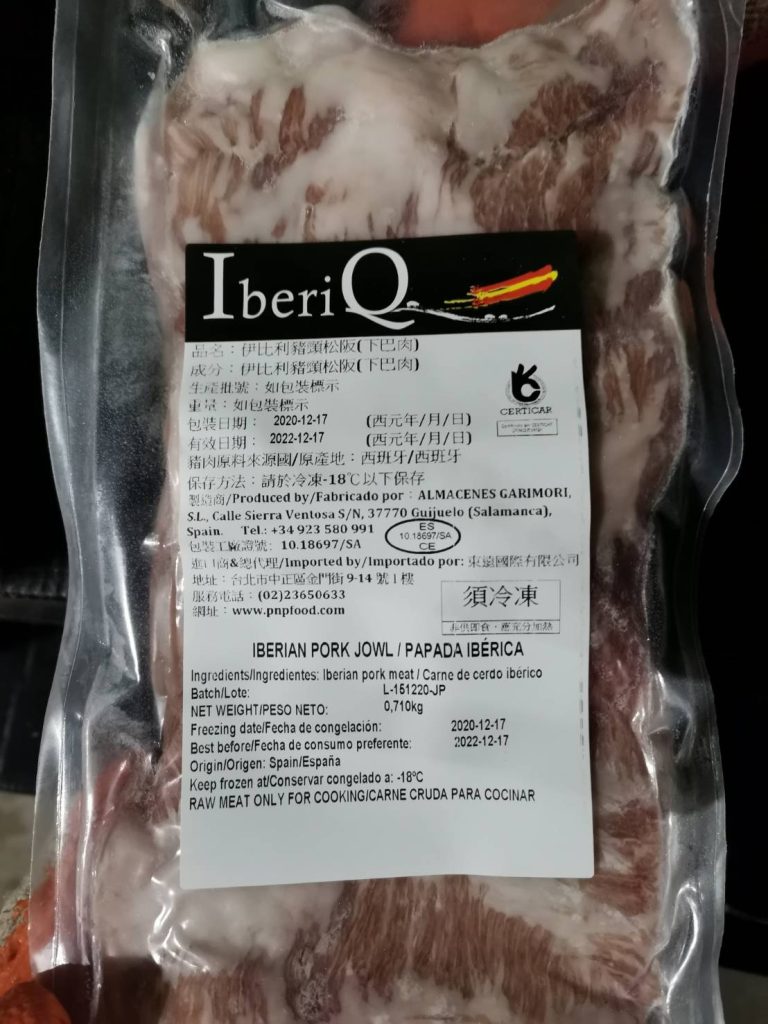 IberiQ
品名：伊比利豬頸松阪(下巴肉)
成分：伊比利豬頸松阪(下巴肉)
生產批號：如包裝標示
重量：如包裝標示
包裝日期： 2020-12-17 (西元年/月/日)
有效日期： 2022-12-17 (西元年/月/日)
CERTICAR
豬肉原料來源國/原產地：西班牙/西班牙
保存方法：請於冷凍-18℃以下保存
製造商/Produced by/Fabricado por：ALMACENES GARIMORI,
S.L., Calle Sierra Ventosa S/N, 37770 Guijuelo (Salamanca),
Spain. Tel.: +34 923 580 991
ES
10.18697/SA
CE
包裝工廠證號: 10.18697/SA
進口商&總代理/Imported by/Importado por: 東遠國際有限公司
地址：台北市中正區金門街 9-14 號 1 樓
服務電話：(02)23650633
網址：www.pnpfood.com
須冷凍
非供即食，應充分加熱
IBERIAN PORK JOWL / PAPADA IBÉRICA
Ingredients/Ingredientes: Iberian pork meat / Carne de cerdo ibérico
Batch/Lote: L-151220-JP
NET WEIGHT/PESO NETO: 0,710kg
Freezing date/Fecha de congelación: 2020-12-17
Best before/Fecha de consumo preferente: 2022-12-17
Origin/Origen: Spain/España
Keep frozen at/Conservar congelado a: -18ºC
RAW MEAT ONLY FOR COOKING/CARNE CRUDA PARA COCINAR